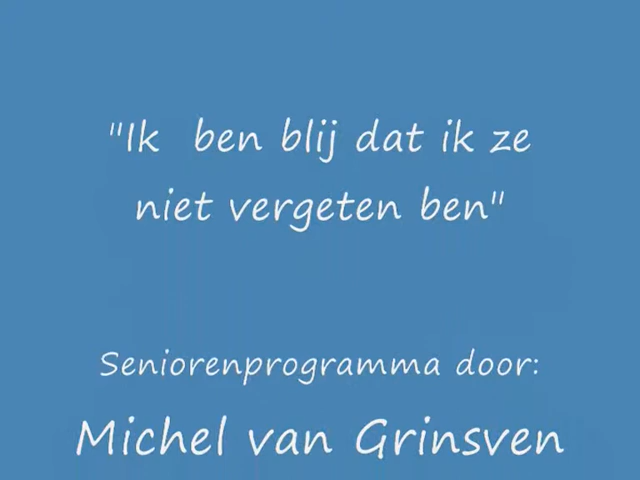 "Ik ben blij dat ik ze
niet vergeten ben"
Seniorenprogramma door:
Michel van Grinsven